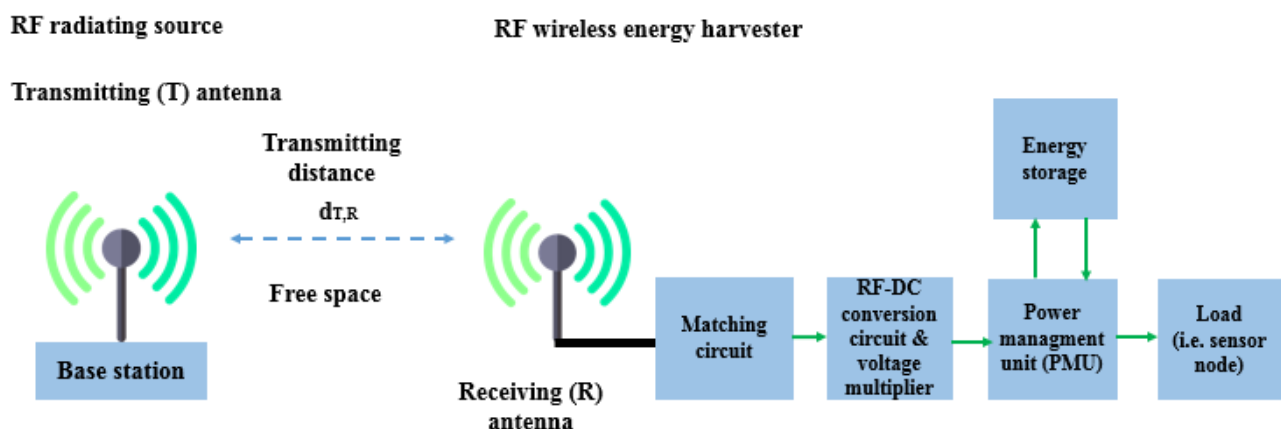 RF radiating source
RF wireless energy harvester
Transmitting (T) antenna
Transmitting
distance
dT,R
Free space
Base station
Receiving (R)
antenna
Matching
circuit
RF-DC
conversion
circuit &
voltage
multiplier
Energy
storage
Power
managment
unit (PMU)
Load
(i.e. sensor
node)